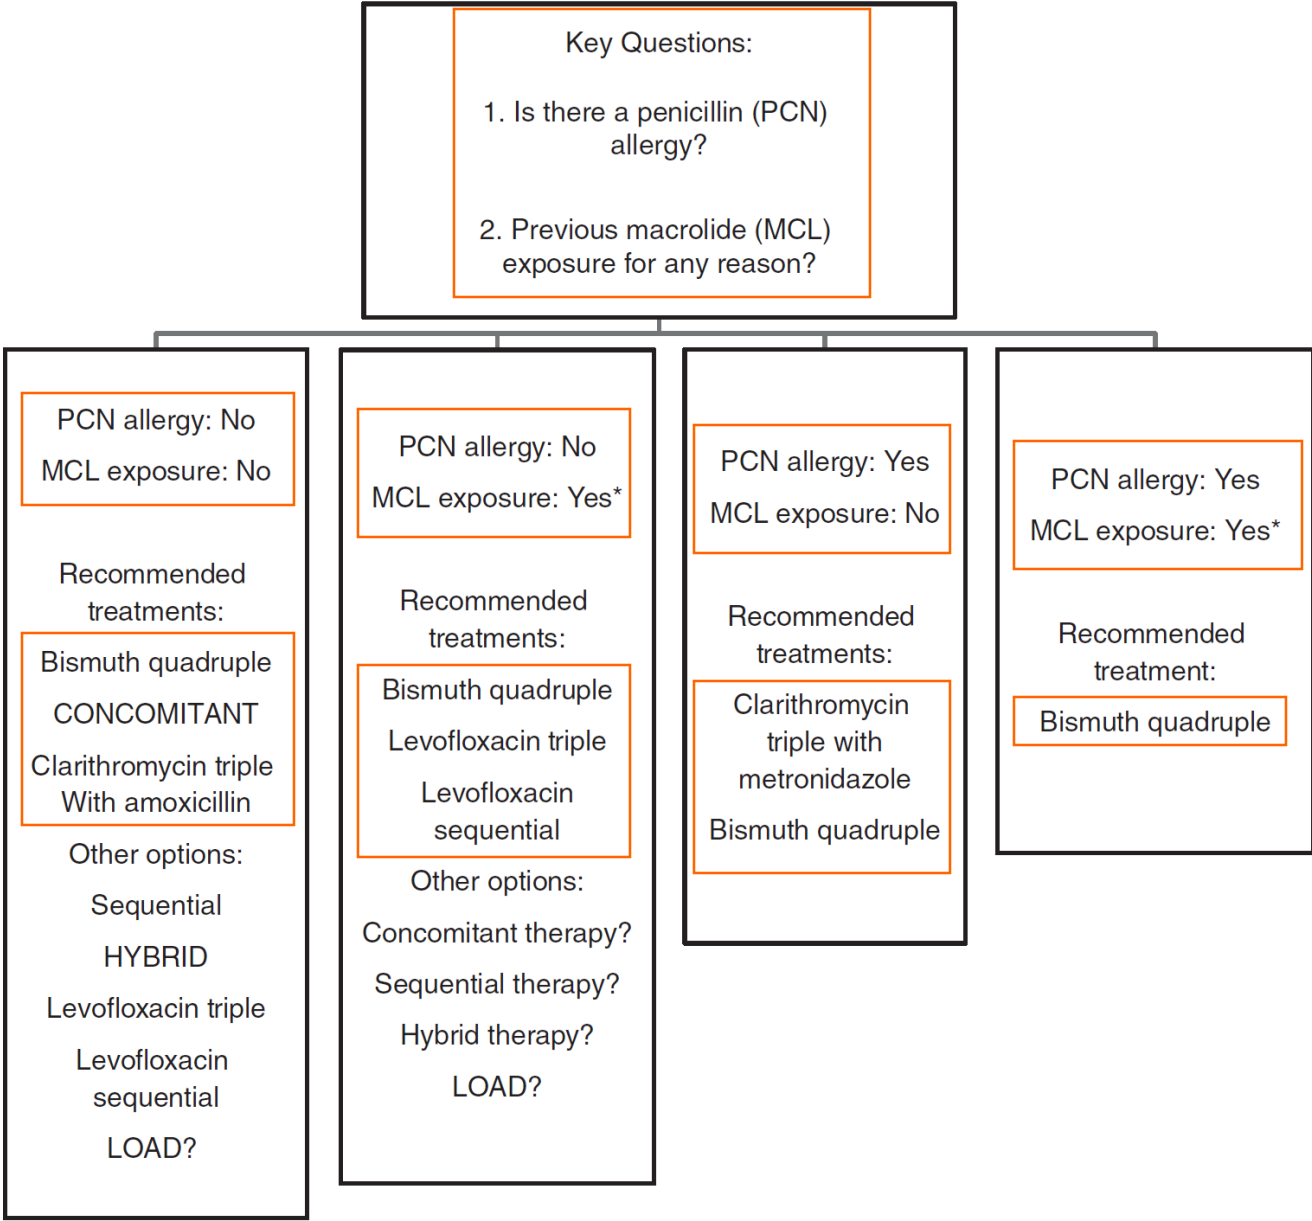 Key Questions:
1. Is there a penicillin (PCN)
allergy?
2. Previous macrolide (MCL)
exposure for any reason?
PCN allergy: No
MCL exposure: No
Recommended
treatments:
Bismuth quadruple
CONCOMITANT
Clarithromycin triple
With amoxicillin
Other options:
Sequential
HYBRID
Levofloxacin triple
Levofloxacin
sequential
LOAD?
PCN allergy: No
MCL exposure: Yes*
Recommended
treatments:
Bismuth quadruple
Levofloxacin triple
Levofloxacin
sequential
Other options:
Concomitant therapy?
Sequential therapy?
Hybrid therapy?
LOAD?
PCN allergy: Yes
MCL exposure: No
Recommended
treatments:
Clarithromycin
triple with
metronidazole
Bismuth quadruple
PCN allergy: Yes
MCL exposure: Yes*
Recommended
treatment:
Bismuth quadruple